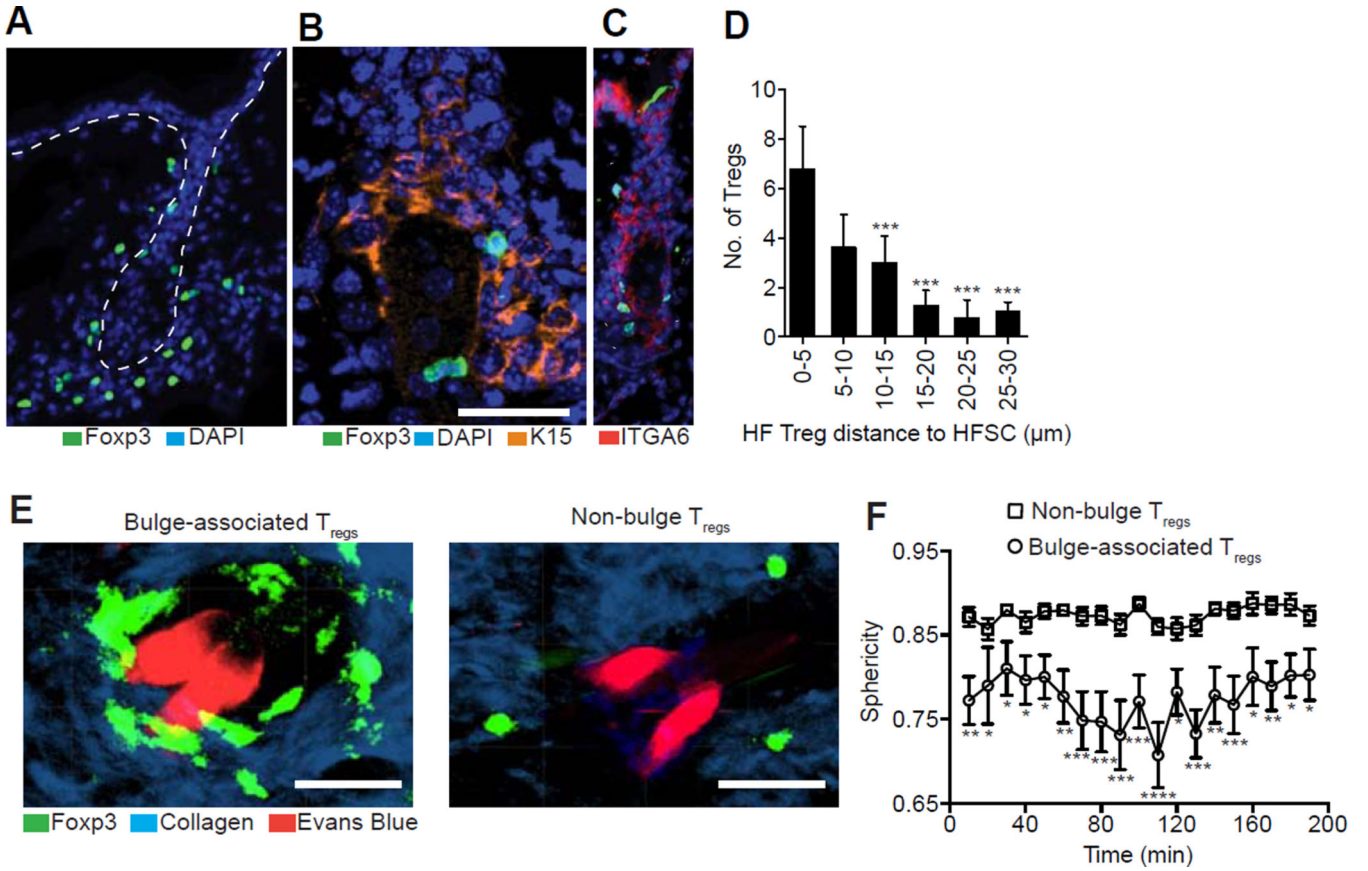 A
B
C
D
Foxp3 DAPI
Foxp3 DAPI K15 ITGA6
No. of Tregs
10
8
6
4
2
0
***
***
***
***
0-5
5-10
10-15
15-20
20-25
25-30
HF Treg distance to HFSC (µm)
E
Bulge-associated Tregs
Non-bulge Tregs
Foxp3 Collagen Evans Blue
F
Non-bulge Tregs
Bulge-associated Tregs
Sphericity
0.95
0.85
0.75
0.65
** * * * * ** *** *** *** *** **** * *** ** *** * ** * *
0 40 80 120 160 200
Time (min)